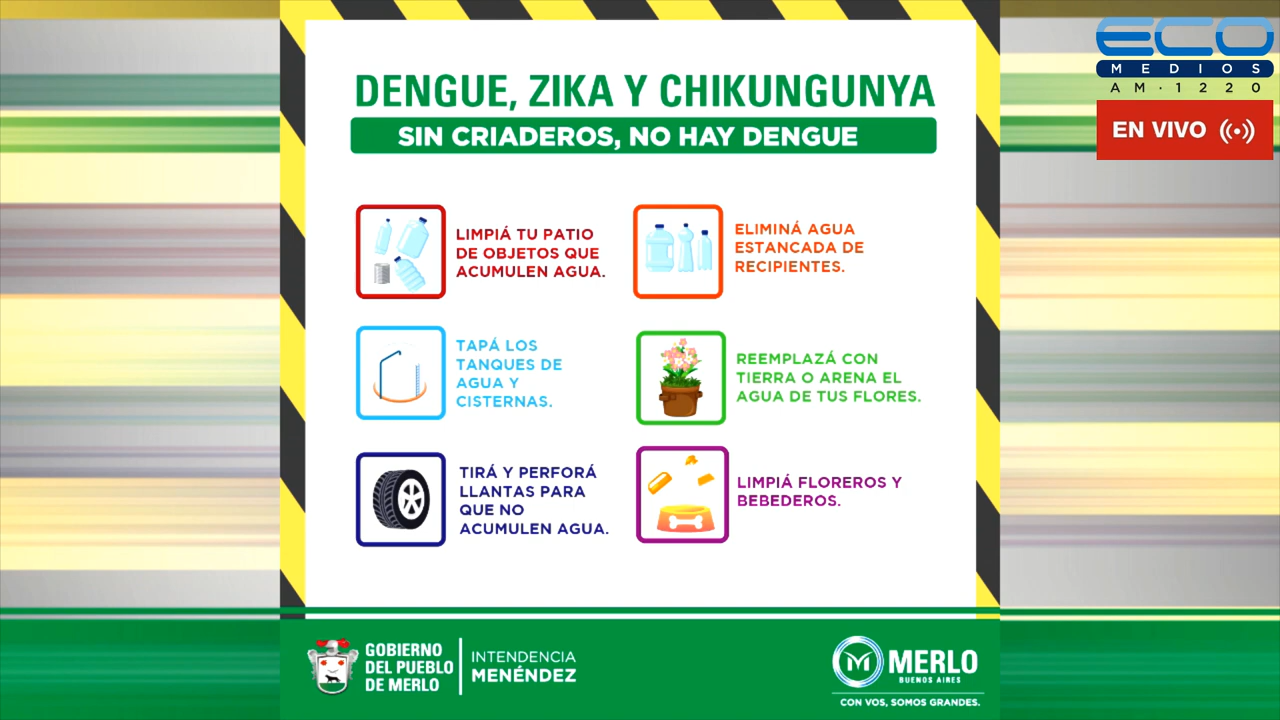 ECO
MEDIOS
AM·1220
EN VIVO
DENGUE, ZIKA Y CHIKUNGUNYA
SIN CRIADEROS, NO HAY DENGUE
LIMPIÁ TU PATIO
DE OBJETOS QUE
ACUMULEN AGUA.
ELIMINÁ AGUA
ESTANCADA DE
RECIPIENTES.
TAPÁ LOS
TANQUES DE
AGUA Y
CISTERNAS.
REEMPLAZÁ CON
TIERRA O ARENA EL
AGUA DE TUS FLORES.
TIRÁ Y PERFORÁ
LLANTAS PARA
QUE NO
ACUMULEN AGUA.
LIMPIÁ FLOREROS Y
BEBEDEROS.
GOBIERNO
DEL PUEBLO
DE MERLO
INTENDENCIA
MENÉNDEZ
MERLO
BUENOS AIRES
CON VOS, SOMOS GRANDES.